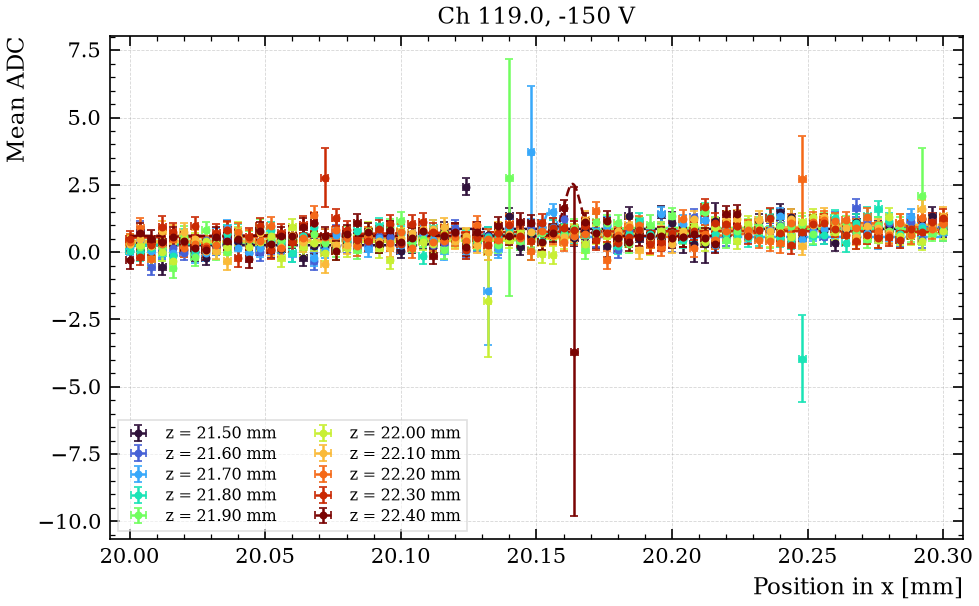 Ch 119.0, -150 V
Mean ADC
7.5
5.0
2.5
0.0
−2.5
−5.0
−7.5
−10.0
z = 21.50 mm
z = 21.60 mm
z = 21.70 mm
z = 21.80 mm
z = 21.90 mm
z = 22.00 mm
z = 22.10 mm
z = 22.20 mm
z = 22.30 mm
z = 22.40 mm
20.00 20.05 20.10 20.15 20.20 20.25 20.30
Position in x [mm]